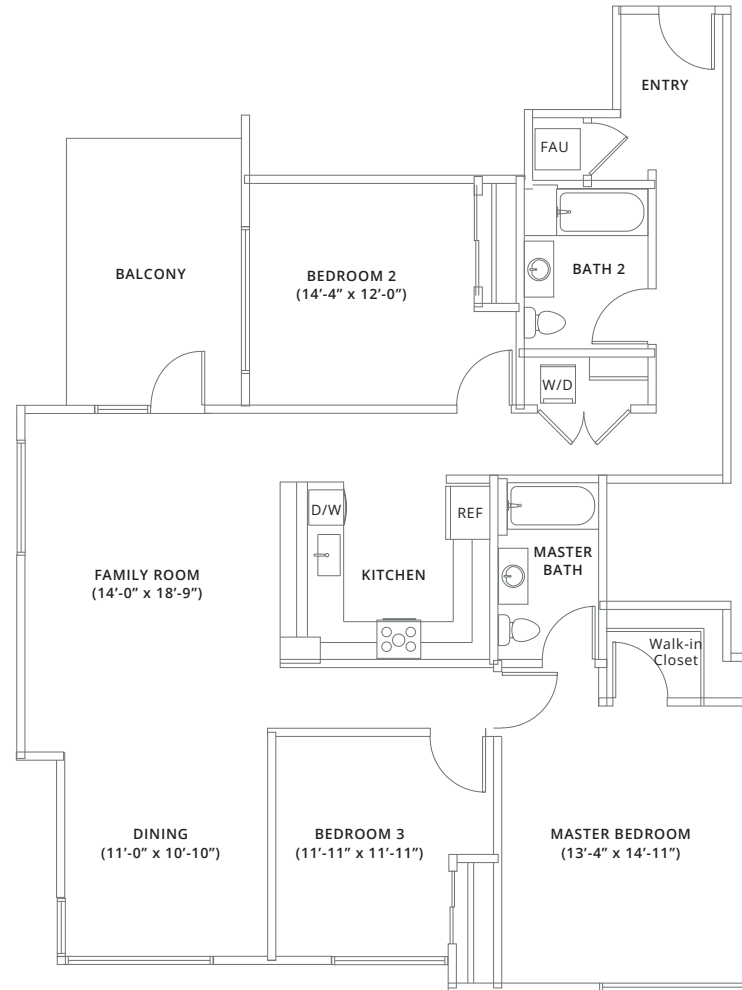 ENTRY
FAU
BALCONY
BEDROOM 2
(14’-4” x 12’-0”)
BATH 2
W/D
D/W
REF
FAMILY ROOM
(14’-0” x 18’-9”)
KITCHEN
MASTER
BATH
Walk-in
Closet
DINING
(11’-0” x 10’-10”)
BEDROOM 3
(11’-11” x 11’-11”)
MASTER BEDROOM
(13’-4” x 14’-11”)